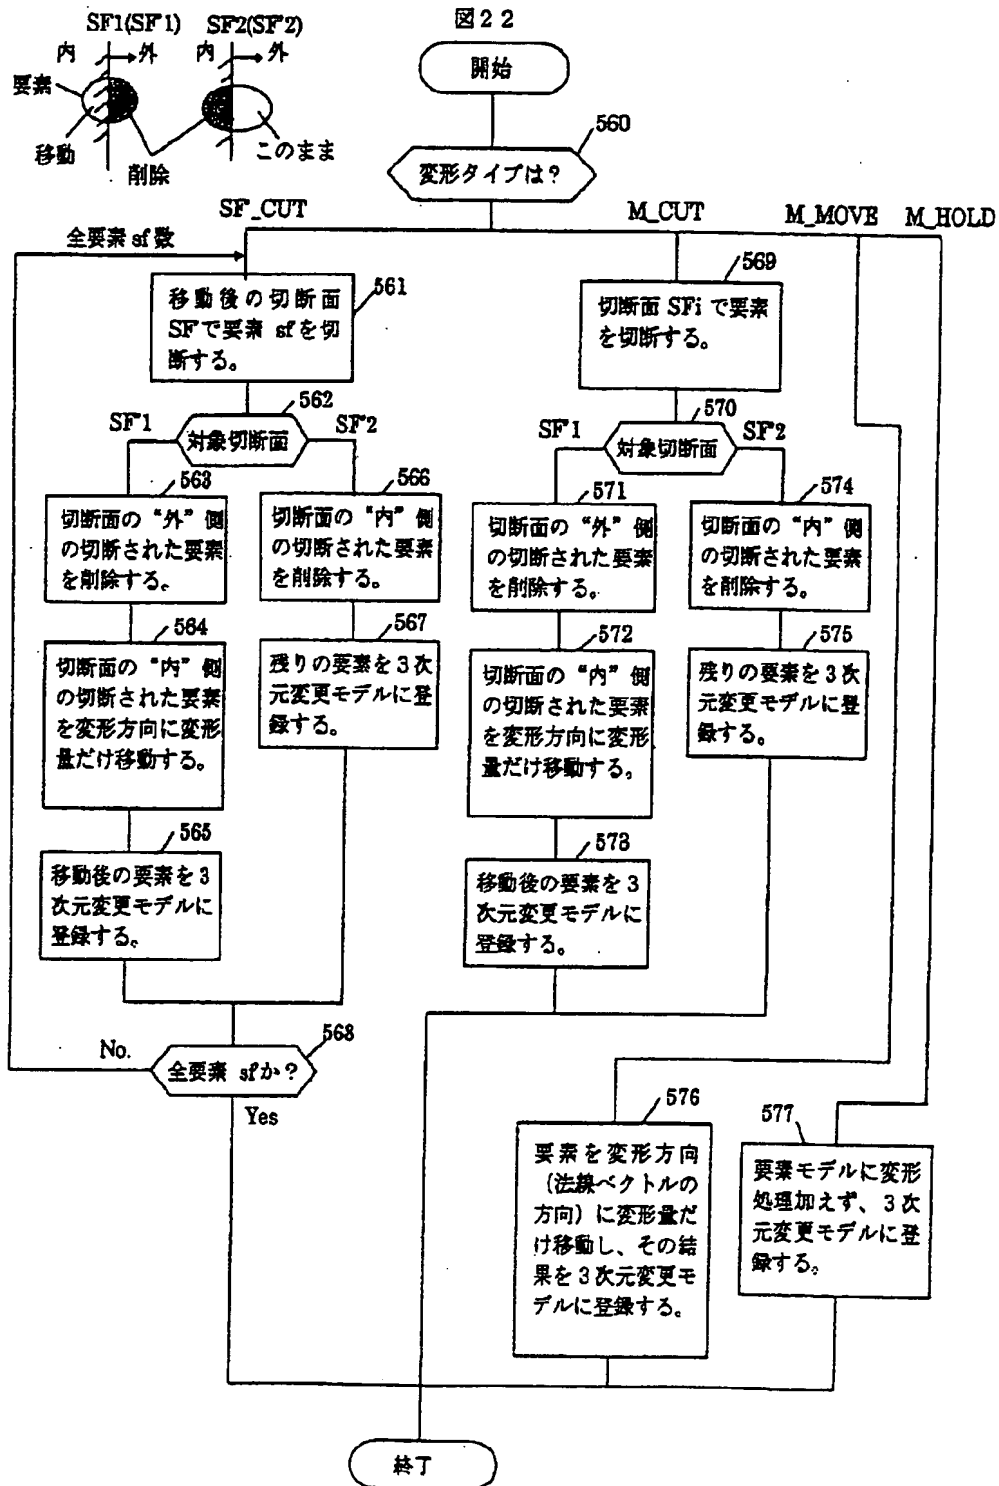 図22
SF1(SF'1)
SF2(SF'2)
内
外
内
外
要素
移動
削除
このまま
開始
560
変形タイプは?
SF_CUT
M_CUT
M_MOVE
M_HOLD
全要素 sf 数
561
移動後の切断面
SF'で要素 sfを切
断する。
562
対象切断面
SF'1
SF'2
563
切断面の“外”側
の切断された要素
を削除する。
564
切断面の“内”側
の切断された要素
を変形方向に変形
量だけ移動する。
565
移動後の要素を3
次元変更モデルに
登録する。
566
切断面の“内”側
の切断された要素
を削除する。
567
残りの要素を3次
元変更モデルに登
録する。
568
全要素 sfか?
No.
Yes
569
切断面 SFi で要素
を切断する。
570
対象切断面
SF'1
SF'2
571
切断面の“外”側
の切断された要素
を削除する。
572
切断面の“内”側
の切断された要素
を変形方向に変形
量だけ移動する。
573
移動後の要素を3
次元変更モデルに
登録する。
574
切断面の“内”側
の切断された要素
を削除する。
575
残りの要素を3次
元変更モデルに登
録する。
576
要素を変形方向
(法線ベクトルの
方向)に変形量だ
け移動し、その結
果を3次元変更モ
デルに登録する。
577
要素モデルに変形
処理加えず、3次
元変更モデルに登
録する。
終了